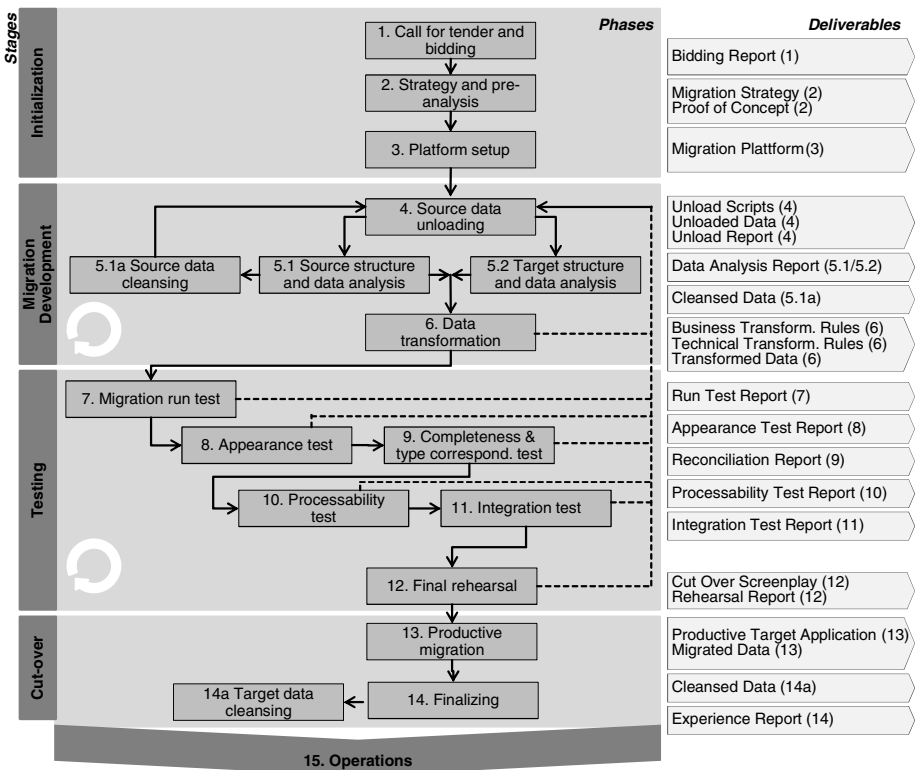 Stages
Phases
Deliverables
Initialization
1. Call for tender and
bidding
Bidding Report (1)
2. Strategy and pre-
analysis
Migration Strategy (2)
Proof of Concept (2)
3. Platform setup
Migration Plattform (3)
Migration
Development
4. Source data
unloading
Unload Scripts (4)
Unloaded Data (4)
Unload Report (4)
5.1a Source data
cleansing
5.1 Source structure
and data analysis
5.2 Target structure
and data analysis
Data Analysis Report (5.1/5.2)
Cleansed Data (5.1a)
6. Data
transformation
Business Transform. Rules (6)
Technical Transform. Rules (6)
Transformed Data (6)
Testing
7. Migration run test
Run Test Report (7)
8. Appearance test
Appearance Test Report (8)
9. Completeness &
type correspond. test
Reconciliation Report (9)
10. Processability
test
Processability Test Report (10)
11. Integration test
Integration Test Report (11)
12. Final rehearsal
Cut Over Screenplay (12)
Rehearsal Report (12)
Cut-over
13. Productive
migration
Productive Target Application (13)
Migrated Data (13)
14a Target data
cleansing
14. Finalizing
Cleansed Data (14a)
Experience Report (14)
15. Operations